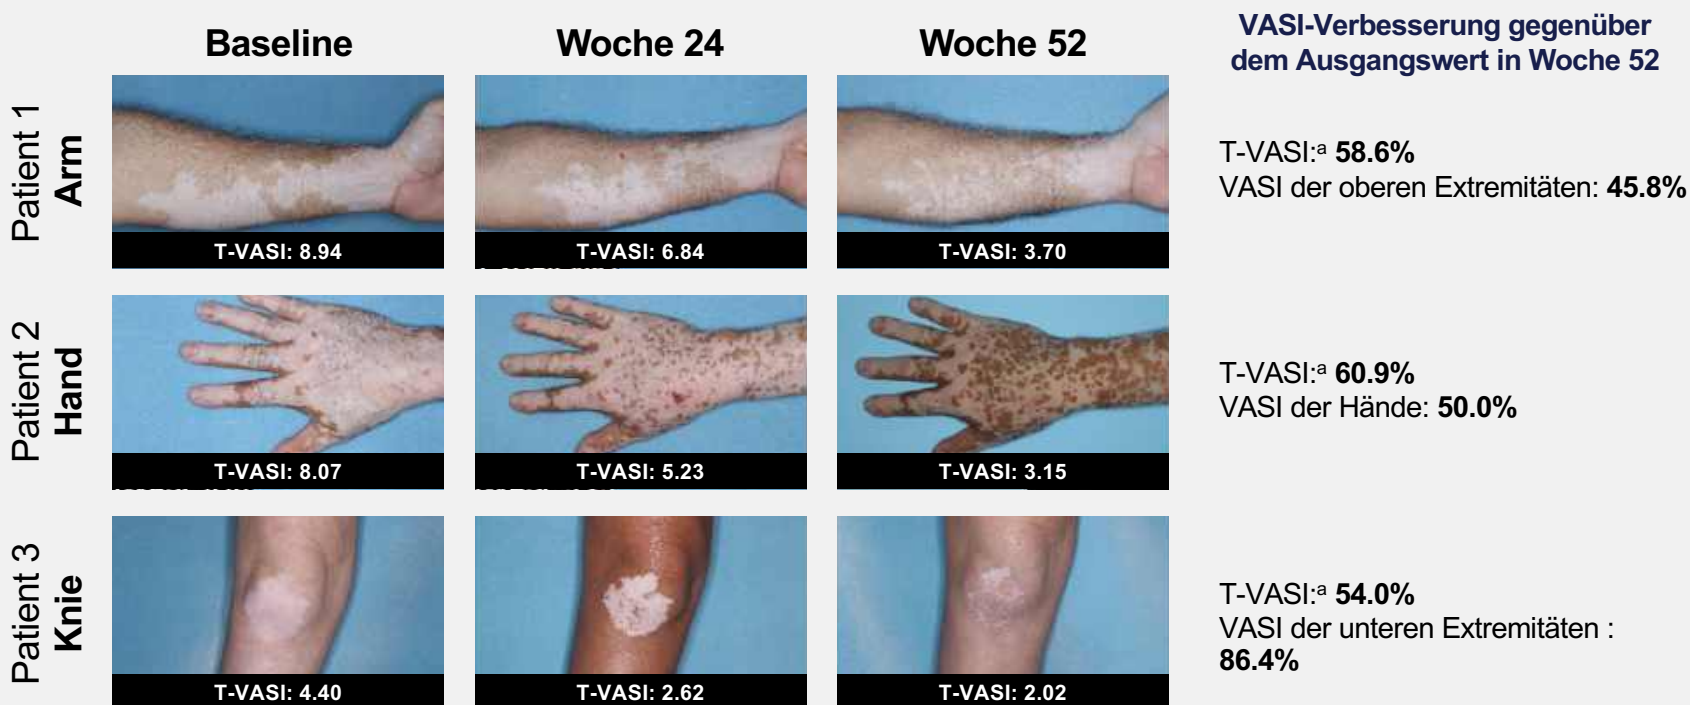 Baseline
Woche 24
Woche 52
VASI-Verbesserung gegenüber
dem Ausgangswert in Woche 52
Patient 1
Arm
T-VASI: 8.94
T-VASI: 6.84
T-VASI: 3.70
T-VASI:ᵃ 58.6%
VASI der oberen Extremitäten: 45.8%
Patient 2
Hand
T-VASI: 8.07
T-VASI: 5.23
T-VASI: 3.15
T-VASI:ᵃ 60.9%
VASI der Hände: 50.0%
Patient 3
Knie
T-VASI: 4.40
T-VASI: 2.62
T-VASI: 2.02
T-VASI:ᵃ 54.0%
VASI der unteren Extremitäten :
86.4%